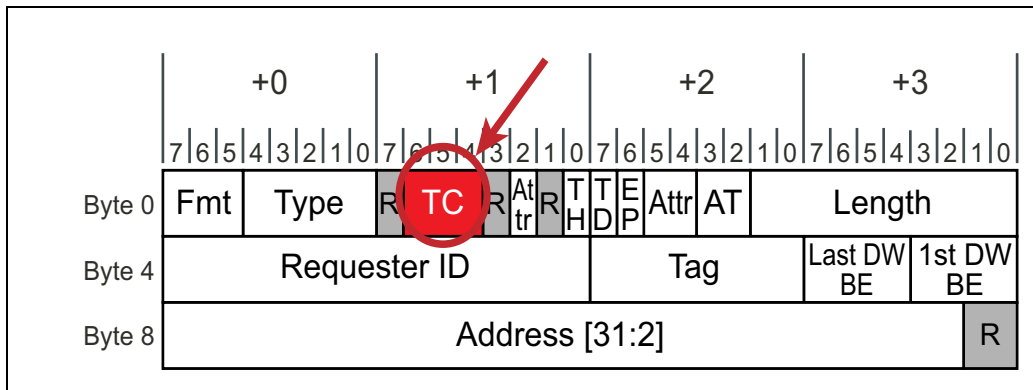 +0 +1 +2 +3
7 6 5 4 3 2 1 0 7 6 5 4 3 2 1 0 7 6 5 4 3 2 1 0 7 6 5 4 3 2 1 0
Byte 0 Fmt Type R TC R At tr R T H T D E P Attr AT Length
Byte 4 Requester ID Tag Last DW BE 1st DW BE
Byte 8 Address [31:2] R